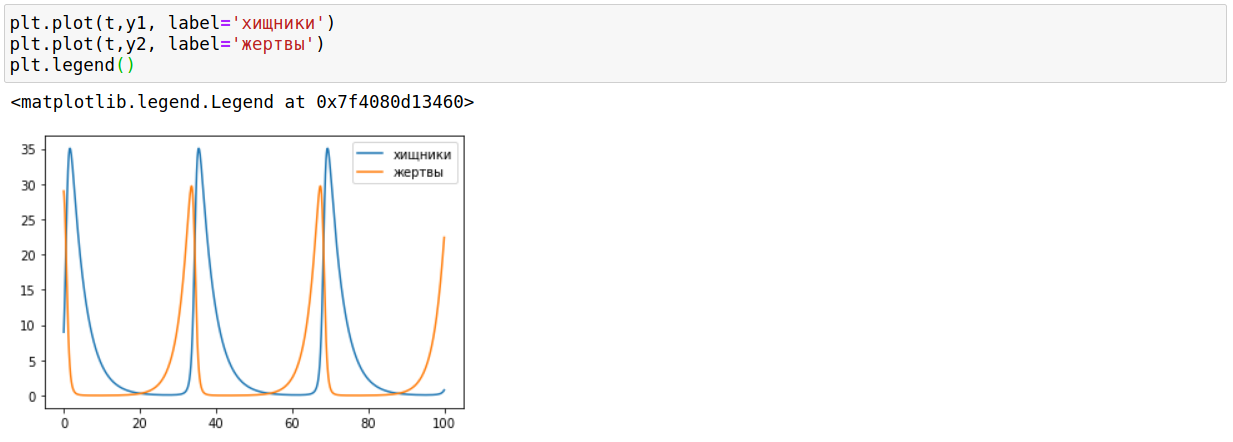 plt.plot(t,y1, label='хищники')
plt.plot(t,y2, label='жертвы')
plt.legend()
<matplotlib.legend.Legend at 0x7f4080d13460>
35
30
25
20
15
10
5
0
хищники
жертвы
0 20 40 60 80 100